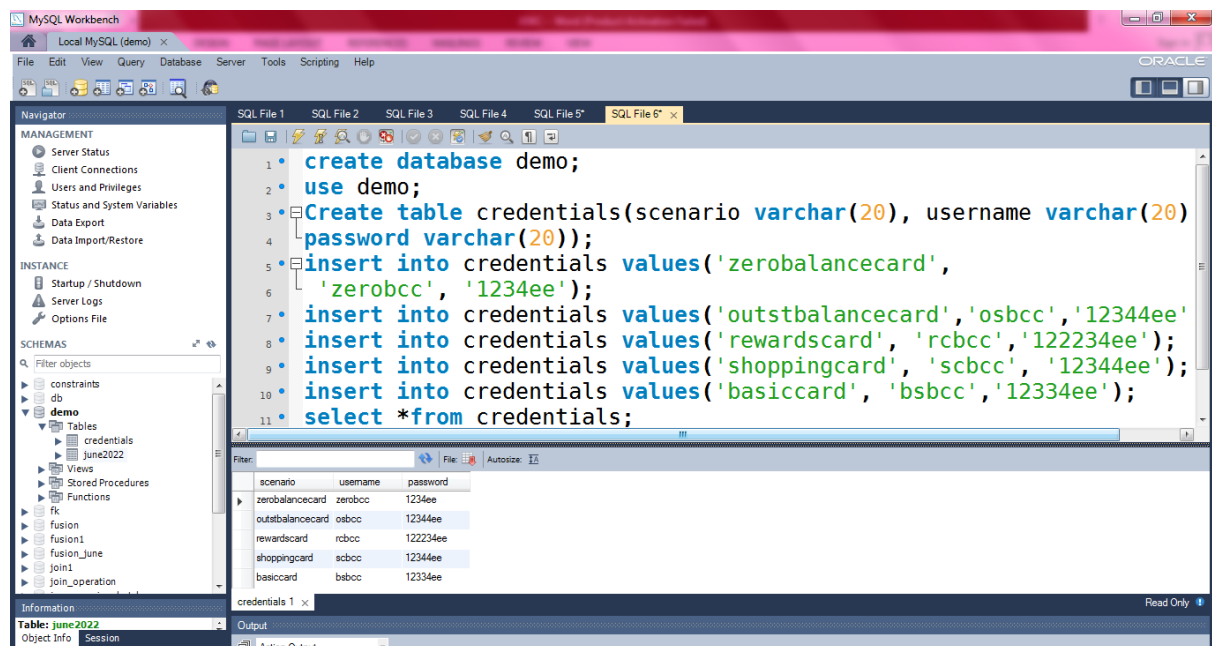 MySQL Workbench
Local MySQL (demo)
File Edit View Query Database Server Tools Scripting Help
ORACLE
Navigator
MANAGEMENT
Server Status
Client Connections
Users and Privileges
Status and System Variables
Data Export
Data Import/Restore
INSTANCE
Startup / Shutdown
Server Logs
Options File
SCHEMAS
Filter objects
constraints
db
demo
Tables
credentials
june2022
Views
Stored Procedures
Functions
fk
fusion
fusion1
fusion_june
join1
join_operation
Information
Table: june2022
Object Info Session
SQL File 1 SQL File 2 SQL File 3 SQL File 4 SQL File 5* SQL File 6*
1 create database demo;
2 use demo;
3 Create table credentials(scenario varchar(20), username varchar(20)
4 password varchar(20));
5 insert into credentials values('zerobalancecard',
6 'zerobcc', '1234ee');
7 insert into credentials values('outstbalancecard','osbcc','12344ee'
8 insert into credentials values('rewardscard', 'rcbcc','122234ee');
9 insert into credentials values('shoppingcard', 'scbcc', '12344ee');
10 insert into credentials values('basiccard', 'bsbcc','12334ee');
11 select *from credentials;
Filter: File: Autosize:
scenario username password
zerobalancecard zerobcc 1234ee
outstbalancecard osbcc 12344ee
rewardscard rcbcc 122234ee
shoppingcard scbcc 12344ee
basiccard bsbcc 12334ee
credentials 1
Read Only
Output